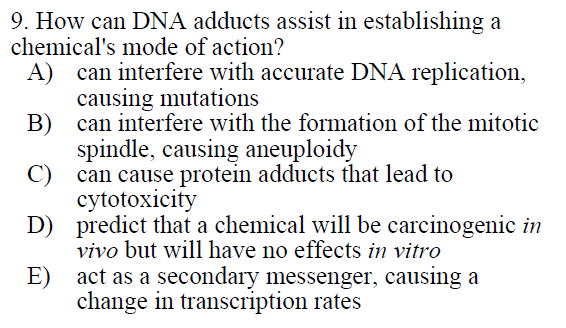 9. How can DNA adducts assist in establishing a
chemical's mode of action?
A) can interfere with accurate DNA replication,
causing mutations
B) can interfere with the formation of the mitotic
spindle, causing aneuploidy
C) can cause protein adducts that lead to
cytotoxicity
D) predict that a chemical will be carcinogenic in
vivo but will have no effects in vitro
E) act as a secondary messenger, causing a
change in transcription rates